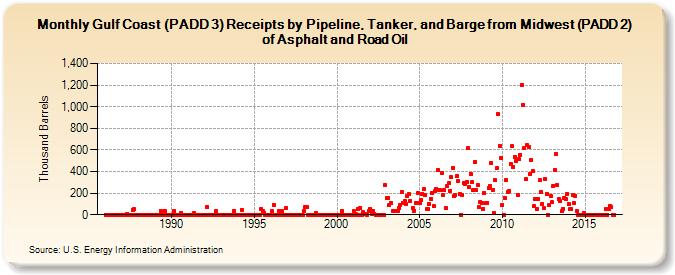 Monthly Gulf Coast (PADD 3) Receipts by Pipeline, Tanker, and Barge from Midwest (PADD 2)
of Asphalt and Road Oil
Thousand Barrels
1,400
1,200
1,000
800
600
400
200
0
1990 1995 2000 2005 2010 2015
Source: U.S. Energy Information Administration